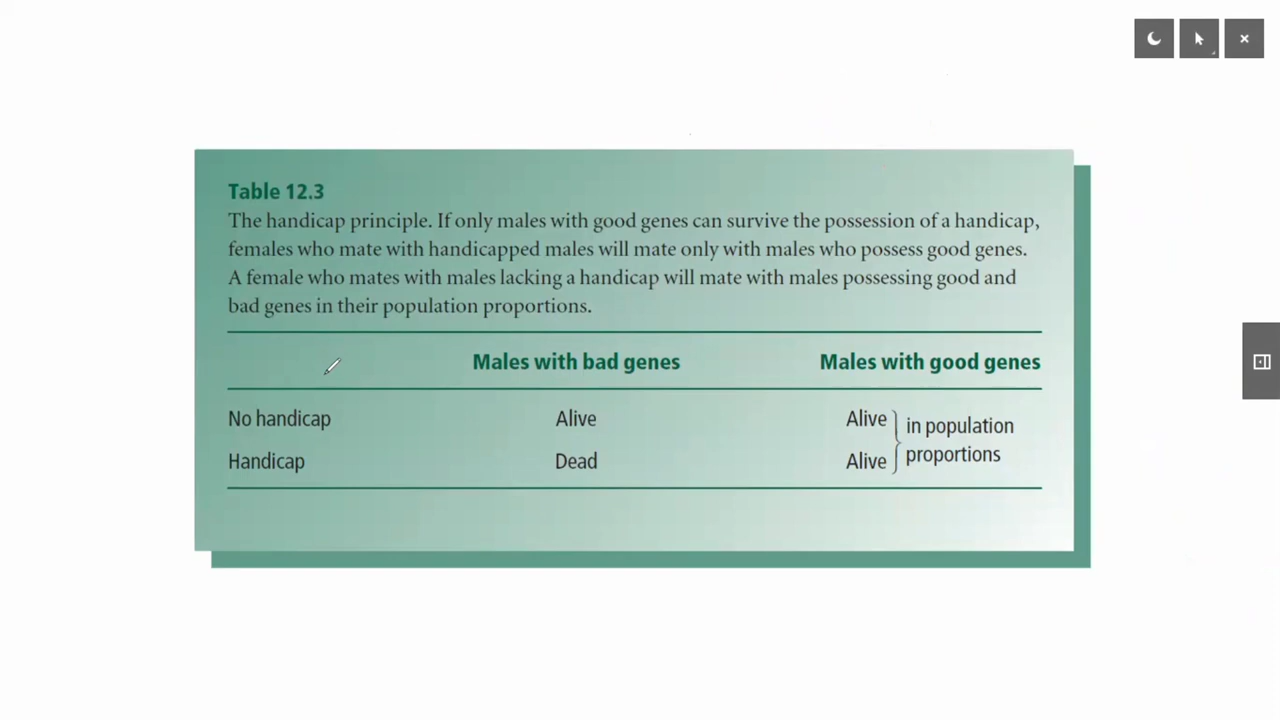 Table 12.3
The handicap principle. If only males with good genes can survive the possession of a handicap,
females who mate with handicapped males will mate only with males who possess good genes.
A female who mates with males lacking a handicap will mate with males possessing good and
bad genes in their population proportions.
Males with bad genes Males with good genes
No handicap Alive Alive
Handicap Dead Alive
in population
proportions